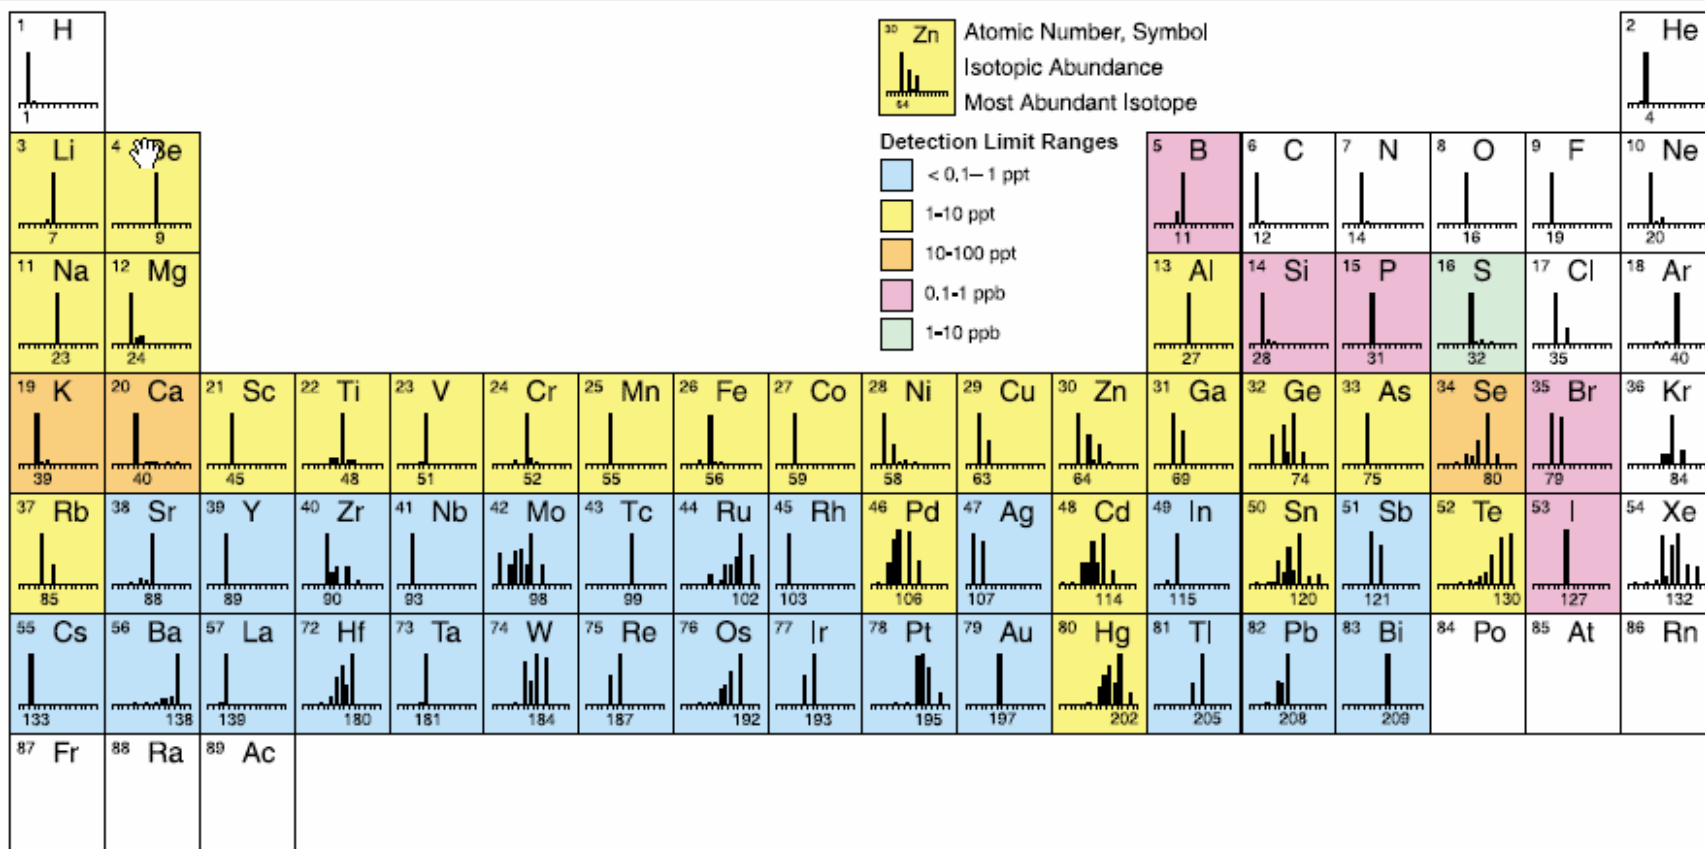 1 H
1
30 Zn
64
Atomic Number, Symbol
Isotopic Abundance
Most Abundant Isotope
2 He
4
Detection Limit Ranges
< 0.1– 1 ppt
1-10 ppt
10-100 ppt
0.1-1 ppb
1-10 ppb
3 Li
7
4
9
5 B
11
6 C
12
7 N
14
8 O
16
9 F
19
10 Ne
20
11 Na
23
12 Mg
24
13 Al
27
14 Si
28
15 P
31
16 S
32
17 Cl
35
18 Ar
40
19 K
39
20 Ca
40
21 Sc
45
22 Ti
48
23 V
51
24 Cr
52
25 Mn
55
26 Fe
56
27 Co
59
28 Ni
58
29 Cu
63
30 Zn
64
31 Ga
69
32 Ge
74
33 As
75
34 Se
80
35 Br
79
36 Kr
84
37 Rb
85
38 Sr
88
39 Y
89
40 Zr
90
41 Nb
93
42 Mo
98
43 Tc
99
44 Ru
102
45 Rh
103
46 Pd
106
47 Ag
107
48 Cd
114
49 In
115
50 Sn
120
51 Sb
121
52 Te
130
53 I
127
54 Xe
132
55 Cs
133
56 Ba
138
57 La
139
72 Hf
180
73 Ta
181
74 W
184
75 Re
187
76 Os
192
77 Ir
193
78 Pt
195
79 Au
197
80 Hg
202
81 Tl
205
82 Pb
208
83 Bi
209
84 Po
85 At
86 Rn
87 Fr
88 Ra
89 Ac